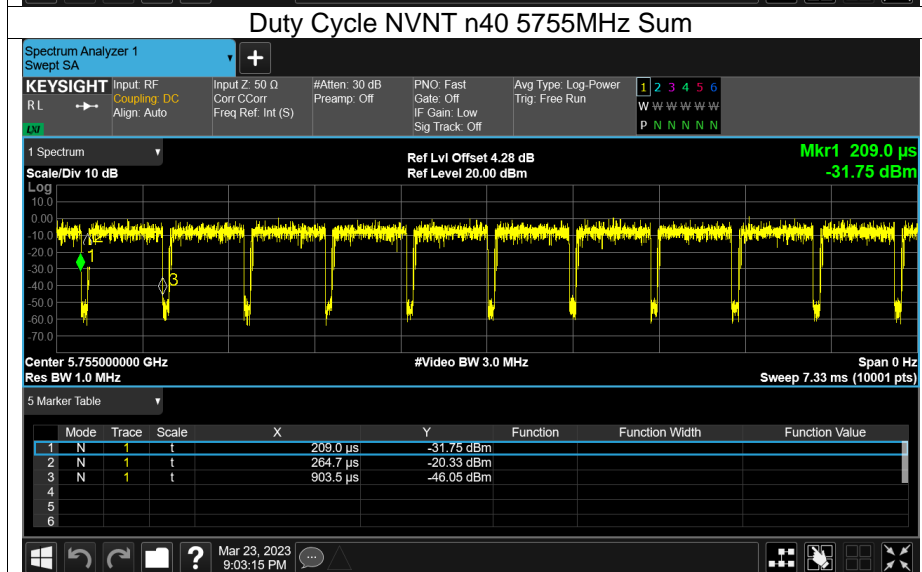 Duty Cycle NVNT n40 5755MHz Sum
Spectrum Analyzer 1
Swept SA
+
KEYSIGHT Input: RF Input Z: 50 Ω #Atten: 30 dB PNO: Fast Avg Type: Log-Power 1 2 3 4 5 6
RL Coupling: DC Corr CCorr Preamp: Off Gate: Off Trig: Free Run W W W W W W
Align: Auto Freq Ref: Int (S) IF Gain: Low
LXI Sig Track: Off P N N N N N
1 Spectrum Ref Lvl Offset 4.28 dB Mkr1 209.0 µs
Scale/Div 10 dB Ref Level 20.00 dBm -31.75 dBm
Log
10.0
0.00
-10.0
2
-20.0
1
-30.0
3
-40.0
-50.0
-60.0
-70.0
Center 5.755000000 GHz #Video BW 3.0 MHz Span 0 Hz
Res BW 1.0 MHz Sweep 7.33 ms (10001 pts)
5 Marker Table
Mode Trace Scale X Y Function Function Width Function Value
1 N 1 t 209.0 µs -31.75 dBm
2 N 1 t 264.7 µs -20.33 dBm
3 N 1 t 903.5 µs -46.05 dBm
4
5
6
? Mar 23, 2023
9:03:15 PM